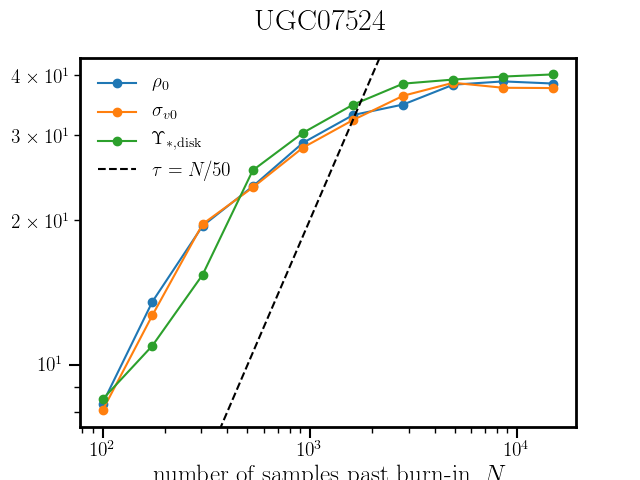 UGC07524
4 × 10¹
3 × 10¹
2 × 10¹
10¹
ρ₀
σᵥ₀
Υ∗,disk
τ = N/50
10² 10³ 10⁴
number of samples past burn-in, N